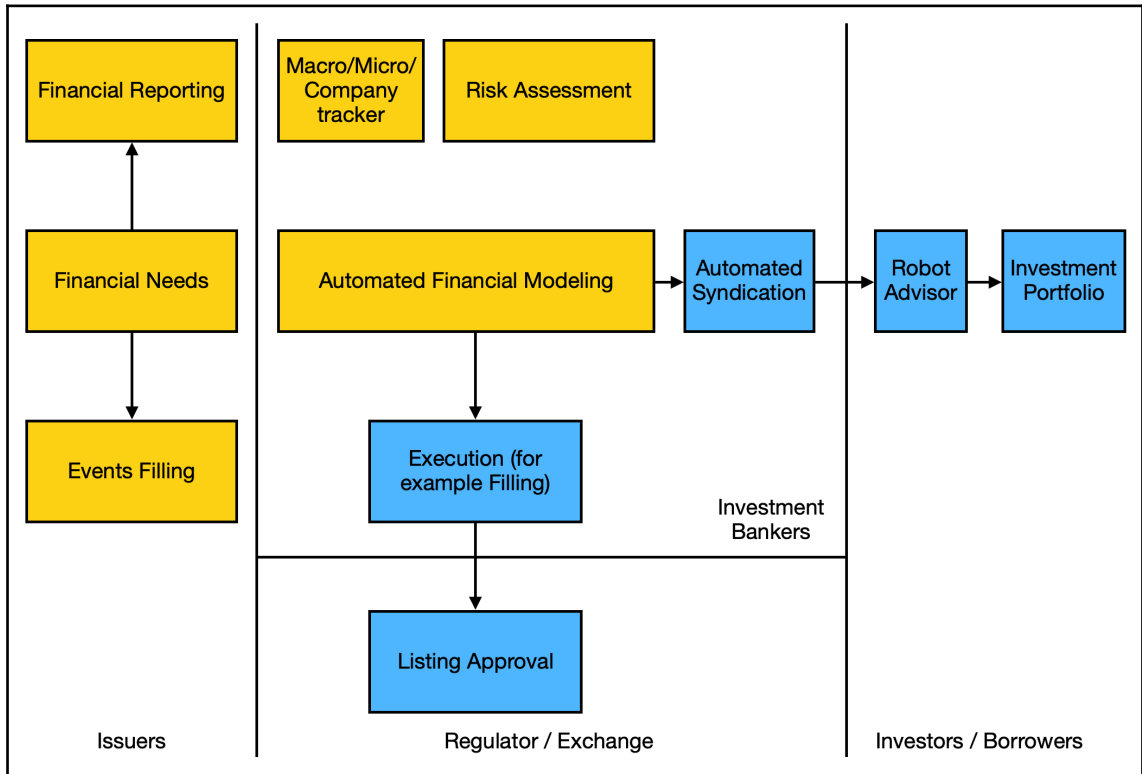 Financial Reporting
Macro/Micro/
Company
tracker
Risk Assessment
Financial Needs
Automated Financial Modeling
Automated
Syndication
Robot
Advisor
Investment
Portfolio
Events Filling
Execution (for
example Filling)
Investment
Bankers
Listing Approval
Issuers
Regulator / Exchange
Investors / Borrowers